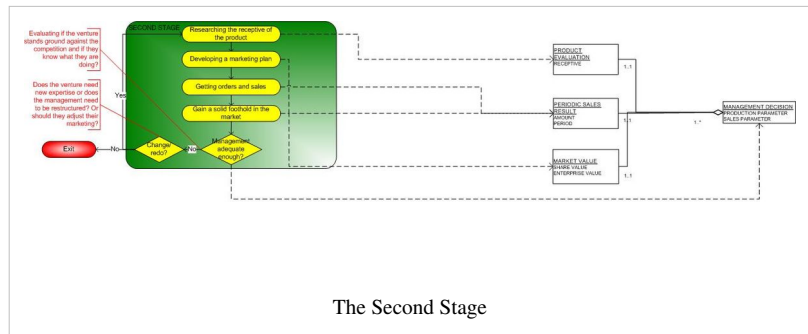 Evaluating if the venture
stands ground against the
competition and if they
know what they are
doing?
Does the venture need
new expertise or does
the management need
to be restructured? Or
should they adjust their
marketing?
SECOND STAGE
Researching the receptive of
the product
Developing a marketing plan
Getting orders and sales
Gain a solid foothold in the
market
Management
adequate
enough?
No
Change/
redo?
Yes
No
Exit
PRODUCT
EVALUATION
RECEPTIVE
1..1
PERIODIC SALES
RESULT
AMOUNT
PERIOD
1..1
MARKET VALUE
SHARE VALUE
ENTERPRISE VALUE
1..1
1..*
MANAGEMENT DECISION
PRODUCTION PARAMETER
SALES PARAMETER
The Second Stage